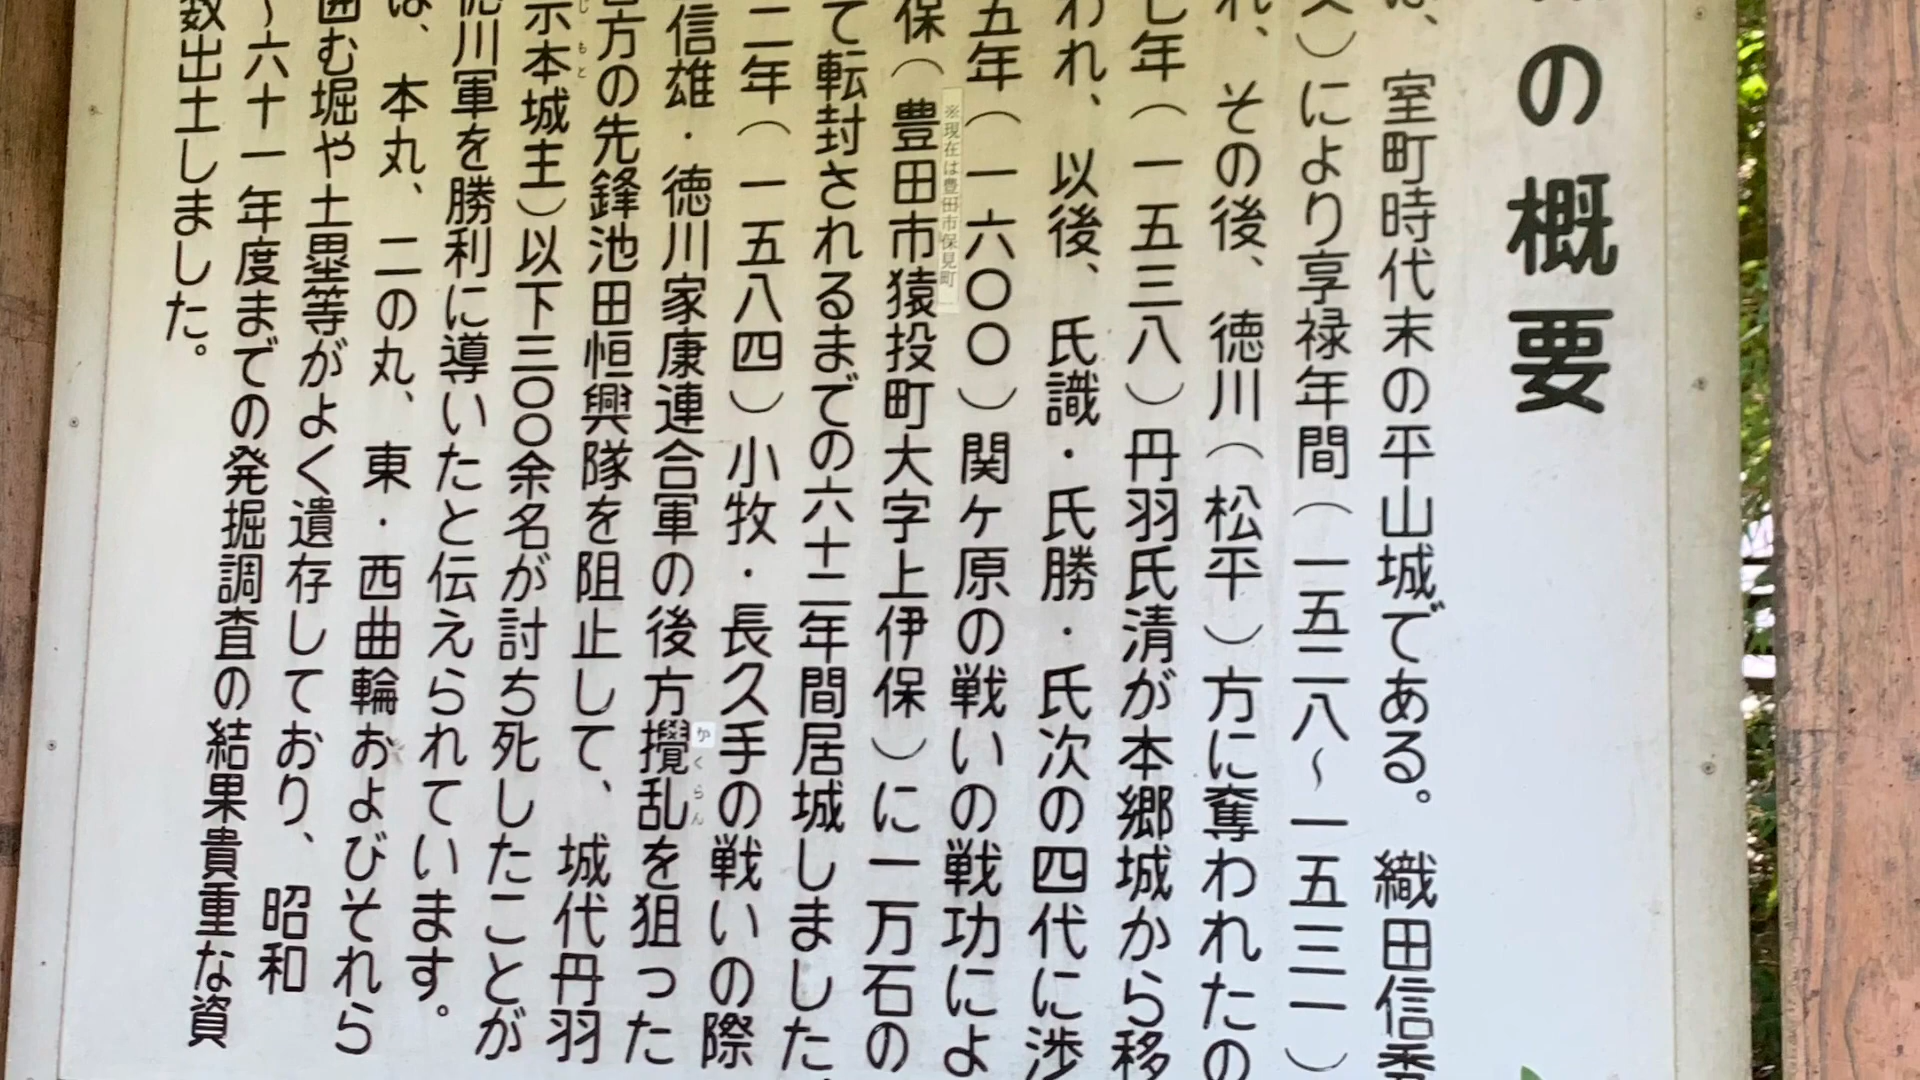 の概要
、室町時代末の平山城である。織田信秀
）により享禄年間（一五二八～一五三一）
れ、その後、徳川（松平）方に奪われたの
年（一五三八）丹羽氏清が本郷城から移
われ、以後、氏識・氏勝・氏次の四代に渉
五年（一六〇〇）関ヶ原の戦いの戦功によ
※現在は豊田市保見町
保（豊田市猿投町大字上伊保）に一万石の
て転封されるまでの六十二年間居城しました
二年（一五八四）小牧・長久手の戦いの際
信雄・徳川家康連合軍の後方攪乱を狙った
かくらん
方の先鋒池田恒興隊を阻止して、城代丹羽
じもと
示本城主）以下三〇〇余名が討ち死したことが
川軍を勝利に導いたと伝えられています。
は、本丸、二の丸、東・西曲輪およびそれら
囲む堀や土塁等がよく遺存しており、昭和
～六十一年度までの発掘調査の結果貴重な資
数出土しました。